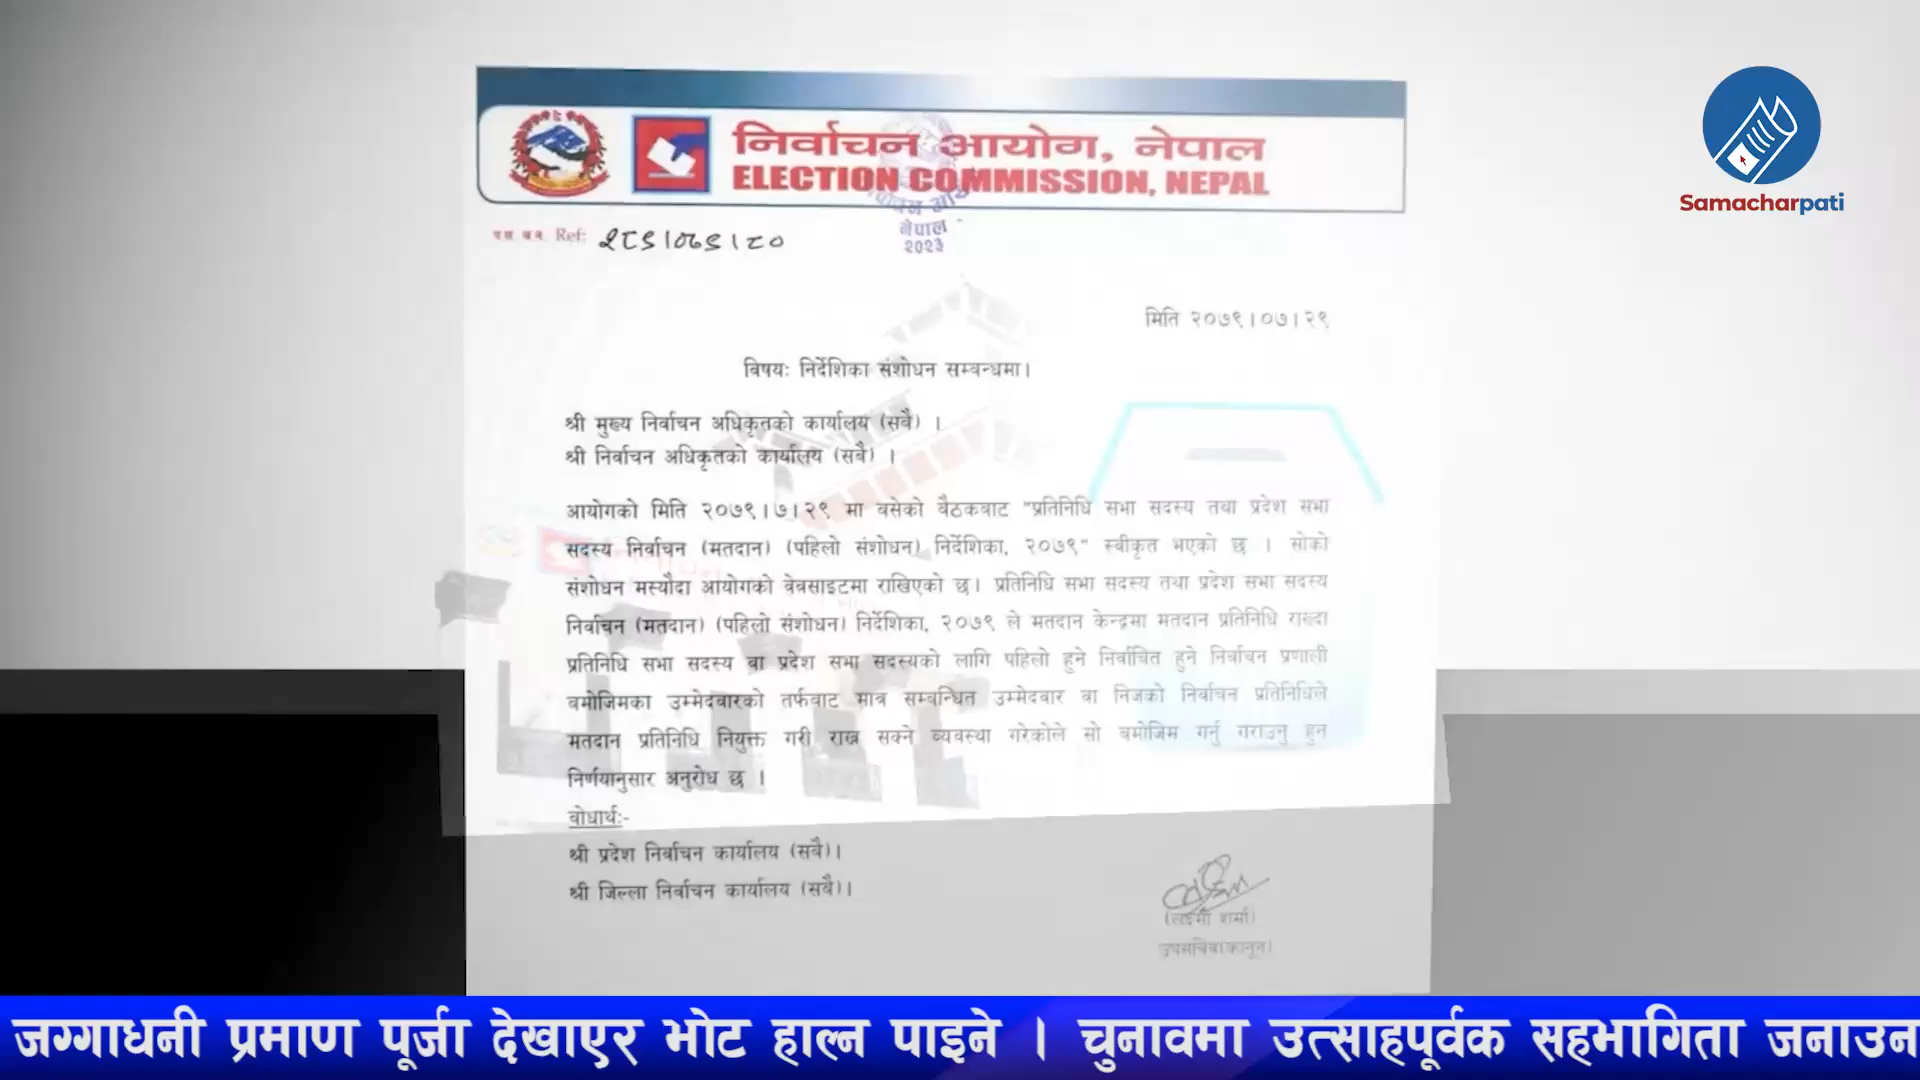 निर्वाचन आयोग, नेपाल
ELECTION COMMISSION, NEPAL
Samacharpati
नेपाल
२०२३
Ref:
मिति २०७९।०७।२९
विषयः निर्देशिका संशोधन सम्बन्धमा।
श्री मुख्य निर्वाचन अधिकृतको कार्यालय (सबै) ।
श्री निर्वाचन अधिकृतको कार्यालय (सबै) ।
आयोगको मिति २०७९।७।२९ मा बसेको बैठकबाट "प्रतिनिधि सभा सदस्य तथा प्रदेश सभा
सदस्य निर्वाचन (मतदान) (पहिलो संशोधन) निर्देशिका, २०७९" स्वीकृत भएको छ । सोको
संशोधन मस्यौदा आयोगको वेबसाइटमा राखिएको छ। प्रतिनिधि सभा सदस्य तथा प्रदेश सभा सदस्य
निर्वाचन (मतदान) (पहिलो संशोधन) निर्देशिका, २०७९ ले मतदान केन्द्रमा मतदान प्रतिनिधि राख्दा
प्रतिनिधि सभा सदस्य वा प्रदेश सभा सदस्यको लागि पहिलो हुने निर्वाचित हुने निर्वाचन प्रणाली
बमोजिमका उम्मेदवारको तर्फबाट मात्र सम्बन्धित उम्मेदवार वा निजको निर्वाचन प्रतिनिधिले
मतदान प्रतिनिधि नियुक्त गरी राख्न सक्ने व्यवस्था गरेकोले सो बमोजिम गर्नु गराउनु हुन
निर्णयानुसार अनुरोध छ ।
बोधार्थः-
श्री प्रदेश निर्वाचन कार्यालय (सबै)।
श्री जिल्ला निर्वाचन कार्यालय (सबै)।
(लक्ष्मी शर्मा)
उपसचिव(कानून)
जग्गाधनी प्रमाण पूर्जा देखाएर भोट हाल्न पाइने । चुनावमा उत्साहपूर्वक सहभागिता जनाउन